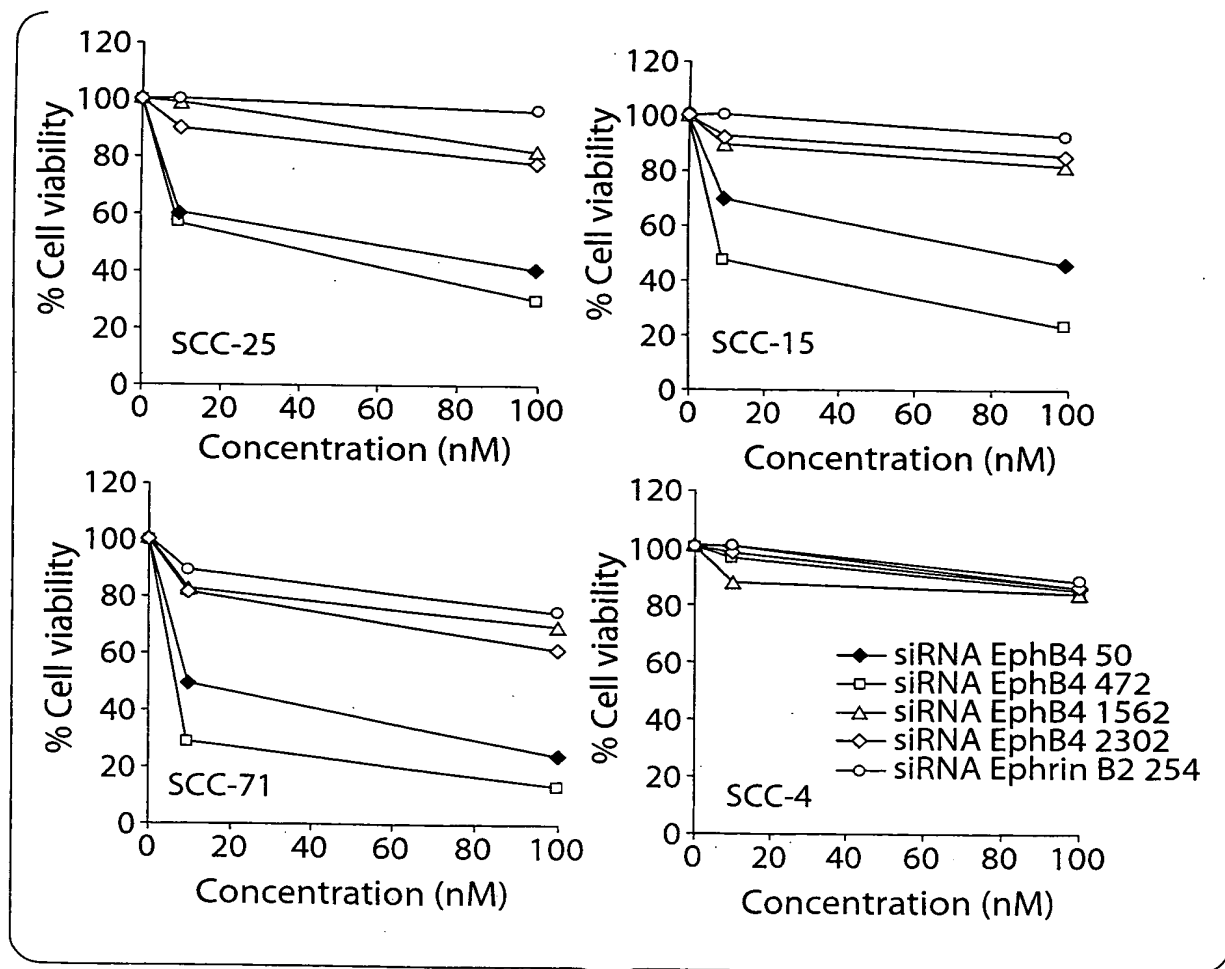 120
100
80
60
40
20
0
% Cell viability
SCC-25
0 20 40 60 80 100
Concentration (nM)
120
100
80
60
40
20
0
% Cell viability
SCC-15
0 20 40 60 80 100
Concentration (nM)
120
100
80
60
40
20
0
% Cell viability
SCC-71
0 20 40 60 80 100
Concentration (nM)
120
100
80
60
40
20
0
% Cell viability
siRNA EphB4 50
siRNA EphB4 472
siRNA EphB4 1562
siRNA EphB4 2302
siRNA Ephrin B2 254
SCC-4
0 20 40 60 80 100
Concentration (nM)